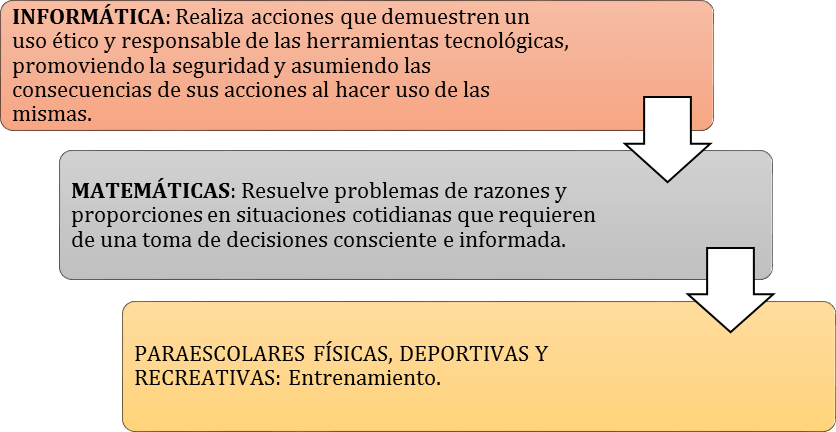 INFORMÁTICA: Realiza acciones que demuestren un
uso ético y responsable de las herramientas tecnológicas,
promoviendo la seguridad y asumiendo las
consecuencias de sus acciones al hacer uso de las
mismas.
MATEMÁTICAS: Resuelve problemas de razones y
proporciones en situaciones cotidianas que requieren
de una toma de decisiones consciente e informada.
PARAESCOLARES FÍSICAS, DEPORTIVAS Y
RECREATIVAS: Entrenamiento.